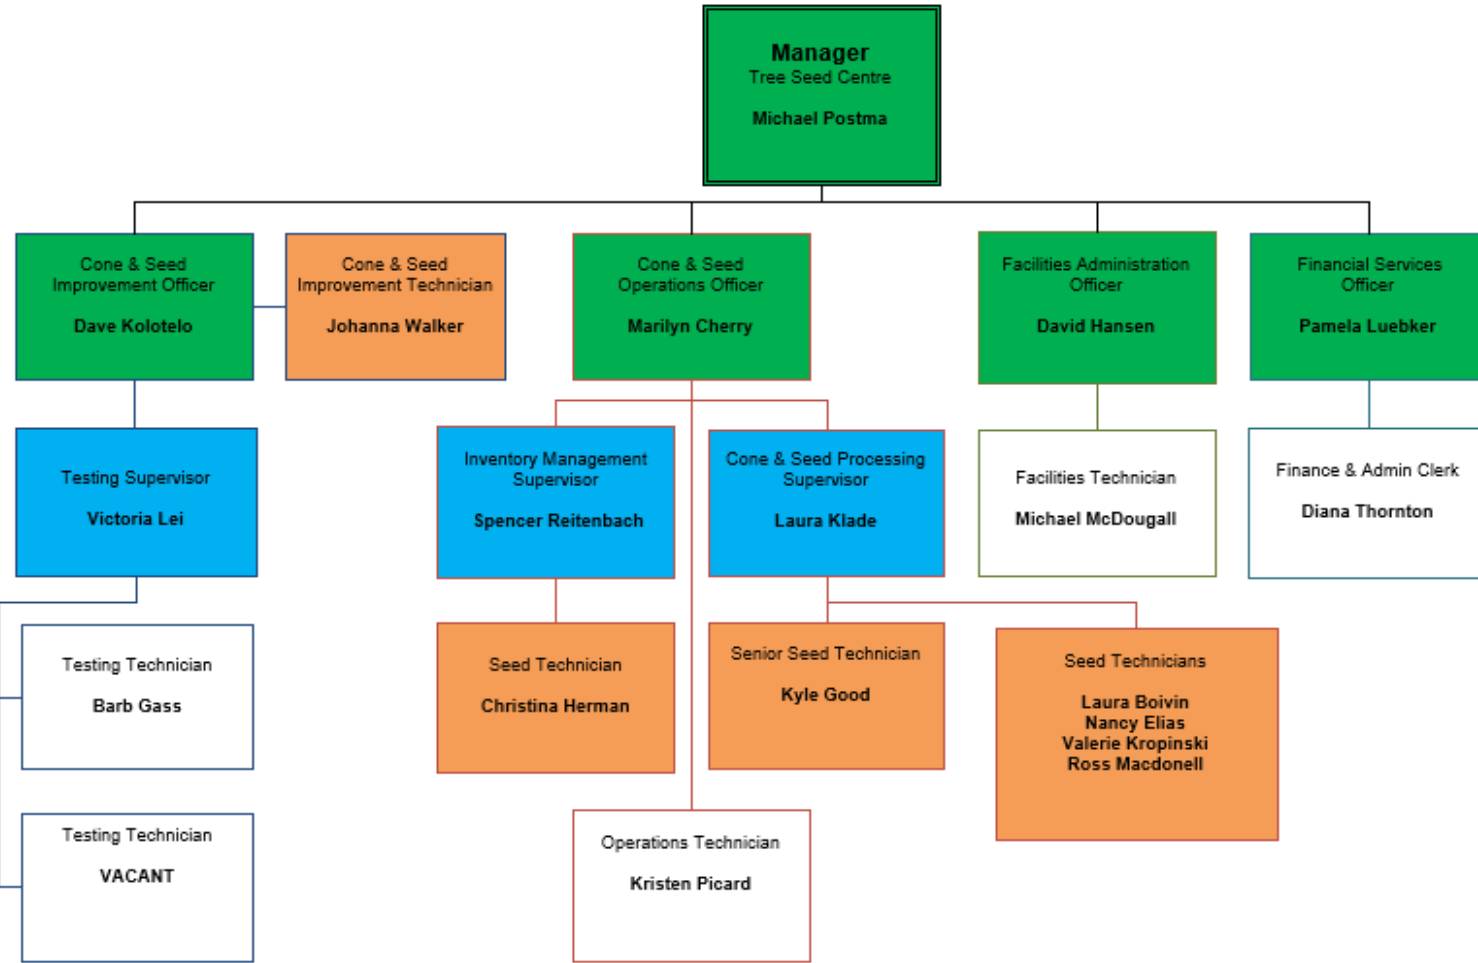 Manager
Tree Seed Centre
Michael Postma
Cone & Seed
Improvement Officer
Dave Kolotelo
Cone & Seed
Improvement Technician
Johanna Walker
Cone & Seed
Operations Officer
Marilyn Cherry
Facilities Administration
Officer
David Hansen
Financial Services
Officer
Pamela Luebker
Testing Supervisor
Victoria Lei
Inventory Management
Supervisor
Spencer Reitenbach
Cone & Seed Processing
Supervisor
Laura Klade
Facilities Technician
Michael McDougall
Finance & Admin Clerk
Diana Thornton
Testing Technician
Barb Gass
Seed Technician
Christina Herman
Senior Seed Technician
Kyle Good
Seed Technicians
Laura Boivin
Nancy Elias
Valerie Kropinski
Ross Macdonell
Testing Technician
VACANT
Operations Technician
Kristen Picard